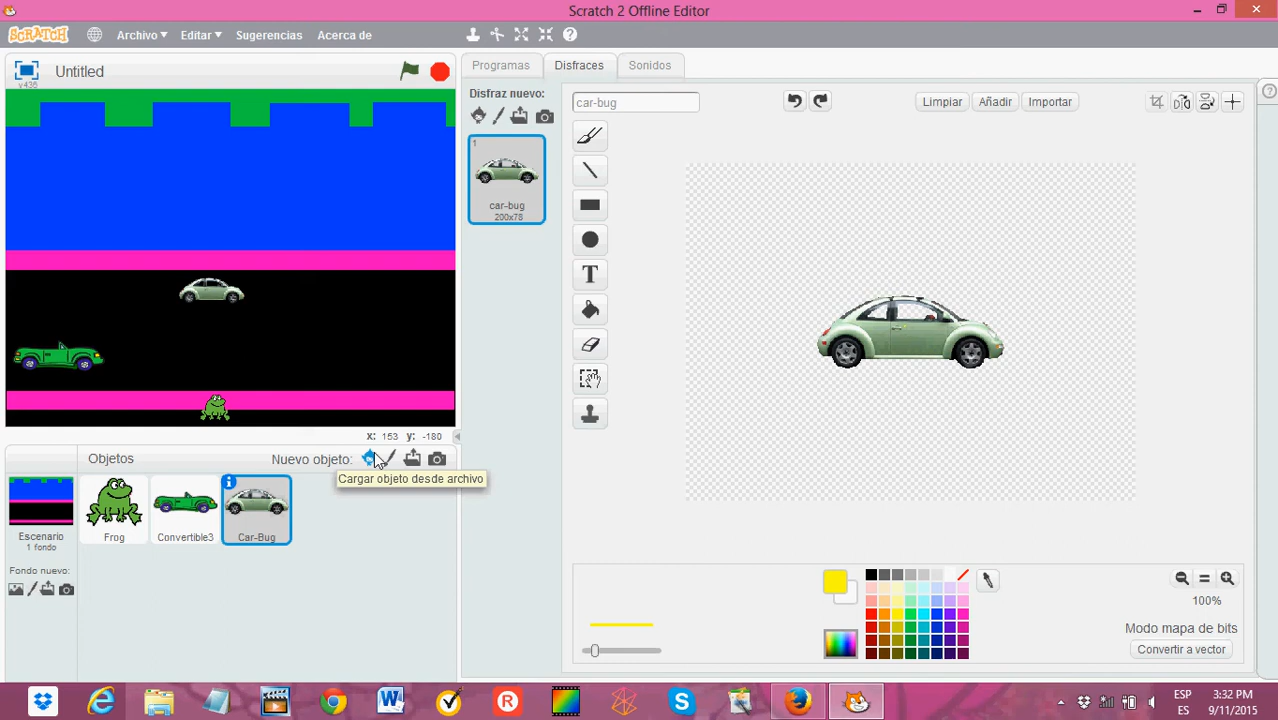 Scratch 2 Offline Editor
SCRATCH Archivo Editar Sugerencias Acerca de
Untitled
v436
Programas Disfraces Sonidos
Disfraz nuevo:
car-bug
Limpiar Añadir Importar
1
car-bug
200x78
T
x: 153 y: -180
Objetos
Nuevo objeto:
Cargar objeto desde archivo
Escenario
1 fondo
Frog
Convertible3
Car-Bug
Fondo nuevo:
100%
Modo mapa de bits
Convertir a vector
ESP
ES
3:32 PM
9/11/2015